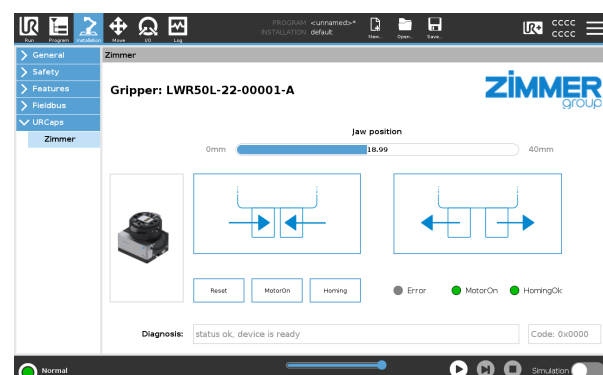 PROGRAM <unnamed>*
INSTALLATION default
UR
Run Program Installation Move I/O Log New... Open... Save...
CCCC
CCCC
General
Safety
Features
Fieldbus
URCaps
Zimmer
Zimmer
Gripper: LWR50L-22-00001-A
ZIMMER
group
Jaw position
0mm 18.99 40mm
Reset MotorOn Homing Error MotorOn HomingOk
Diagnosis: status ok, device is ready Code: 0x0000
Normal Simulation